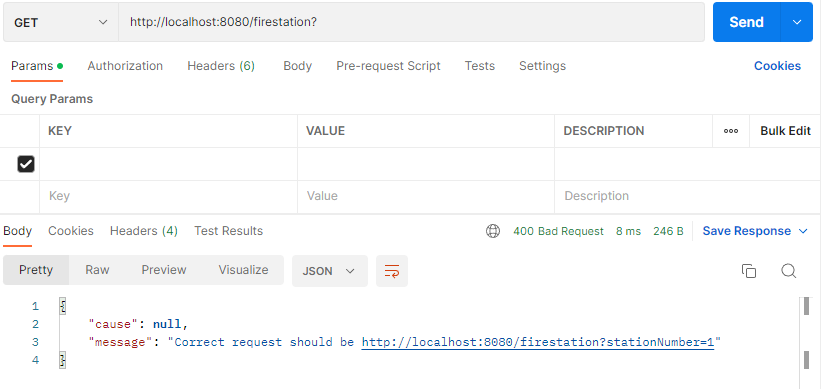 GET http://localhost:8080/firestation? Send
Params Authorization Headers (6) Body Pre-request Script Tests Settings Cookies
Query Params
KEY VALUE DESCRIPTION ooo Bulk Edit
Key Value Description
Body Cookies Headers (4) Test Results 400 Bad Request 8 ms 246 B Save Response
Pretty Raw Preview Visualize JSON
1 {
2 "cause": null,
3 "message": "Correct request should be http://localhost:8080/firestation?stationNumber=1"
4 }